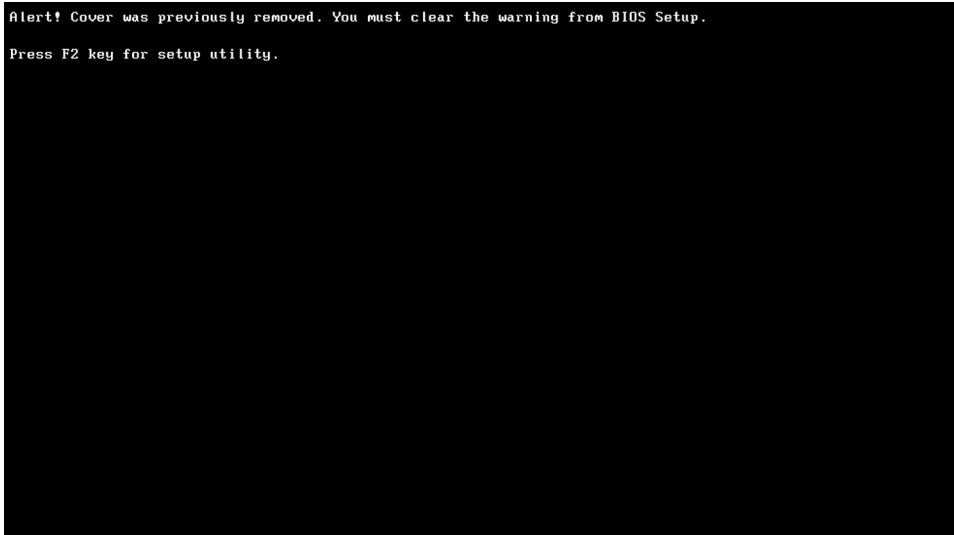 Alert! Cover was previously removed. You must clear the warning from BIOS Setup.
Press F2 key for setup utility.